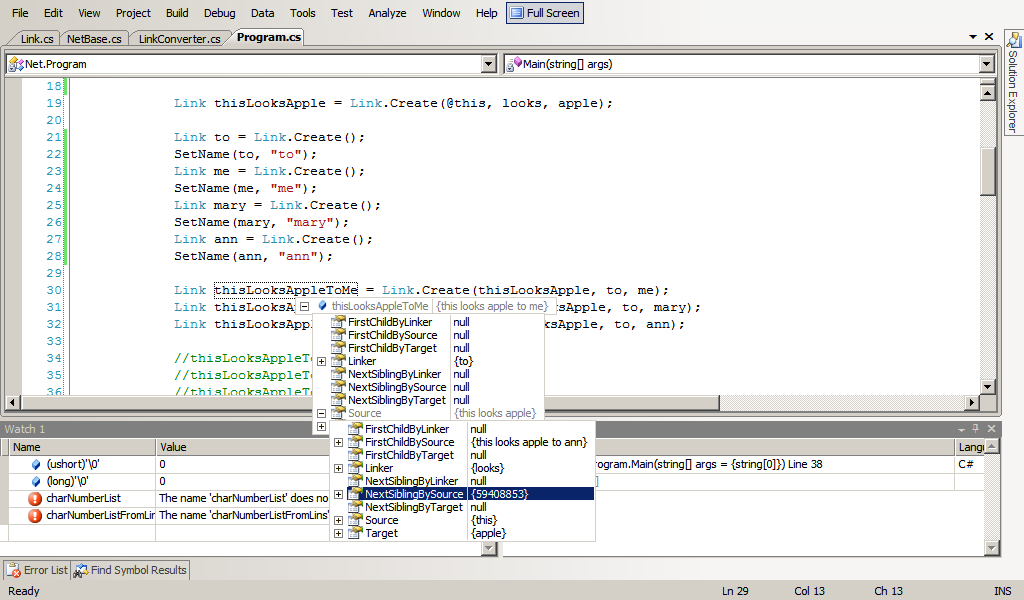 File Edit View Project Build Debug Data Tools Test Analyze Window Help Full Screen
Link.cs NetBase.cs LinkConverter.cs Program.cs
Net.Program Main(string[] args)
Solution Explorer
18
19 Link thisLooksApple = Link.Create(@this, looks, apple);
20
21 Link to = Link.Create();
22 SetName(to, "to");
23 Link me = Link.Create();
24 SetName(me, "me");
25 Link mary = Link.Create();
26 SetName(mary, "mary");
27 Link ann = Link.Create();
28 SetName(ann, "ann");
29
30 Link thisLooksAppleToMe = Link.Create(thisLooksApple, to, me);
31 Link thisLooksA thisLooksAppleToMe {this looks apple to me} ksApple, to, mary);
32 Link thisLooksAppl FirstChildByLinker null ksApple, to, ann);
FirstChildBySource null
33
FirstChildByTarget null
34 //thisLooksAppleTo Linker {to}
35 //thisLooksAppleTo NextSiblingByLinker null
NextSiblingBySource null
36 //thisLooksAppleTo NextSiblingByTarget null
Source {this looks apple}
Watch 1
FirstChildByLinker null
Name Value FirstChildBySource {this looks apple to ann} Lang
FirstChildByTarget null
(ushort)'\0' 0 Linker {looks} rogram.Main(string[] args = {string[0]}) Line 38 C#
(long)'\0' 0 NextSiblingByLinker null
charNumberList The name 'charNumberList' does no NextSiblingBySource {59408853}
NextSiblingByTarget null
charNumberListFromLin The name 'charNumberListFromLins' Source {this}
Target {apple}
Error List Find Symbol Results
Ready Ln 29 Col 13 Ch 13 INS